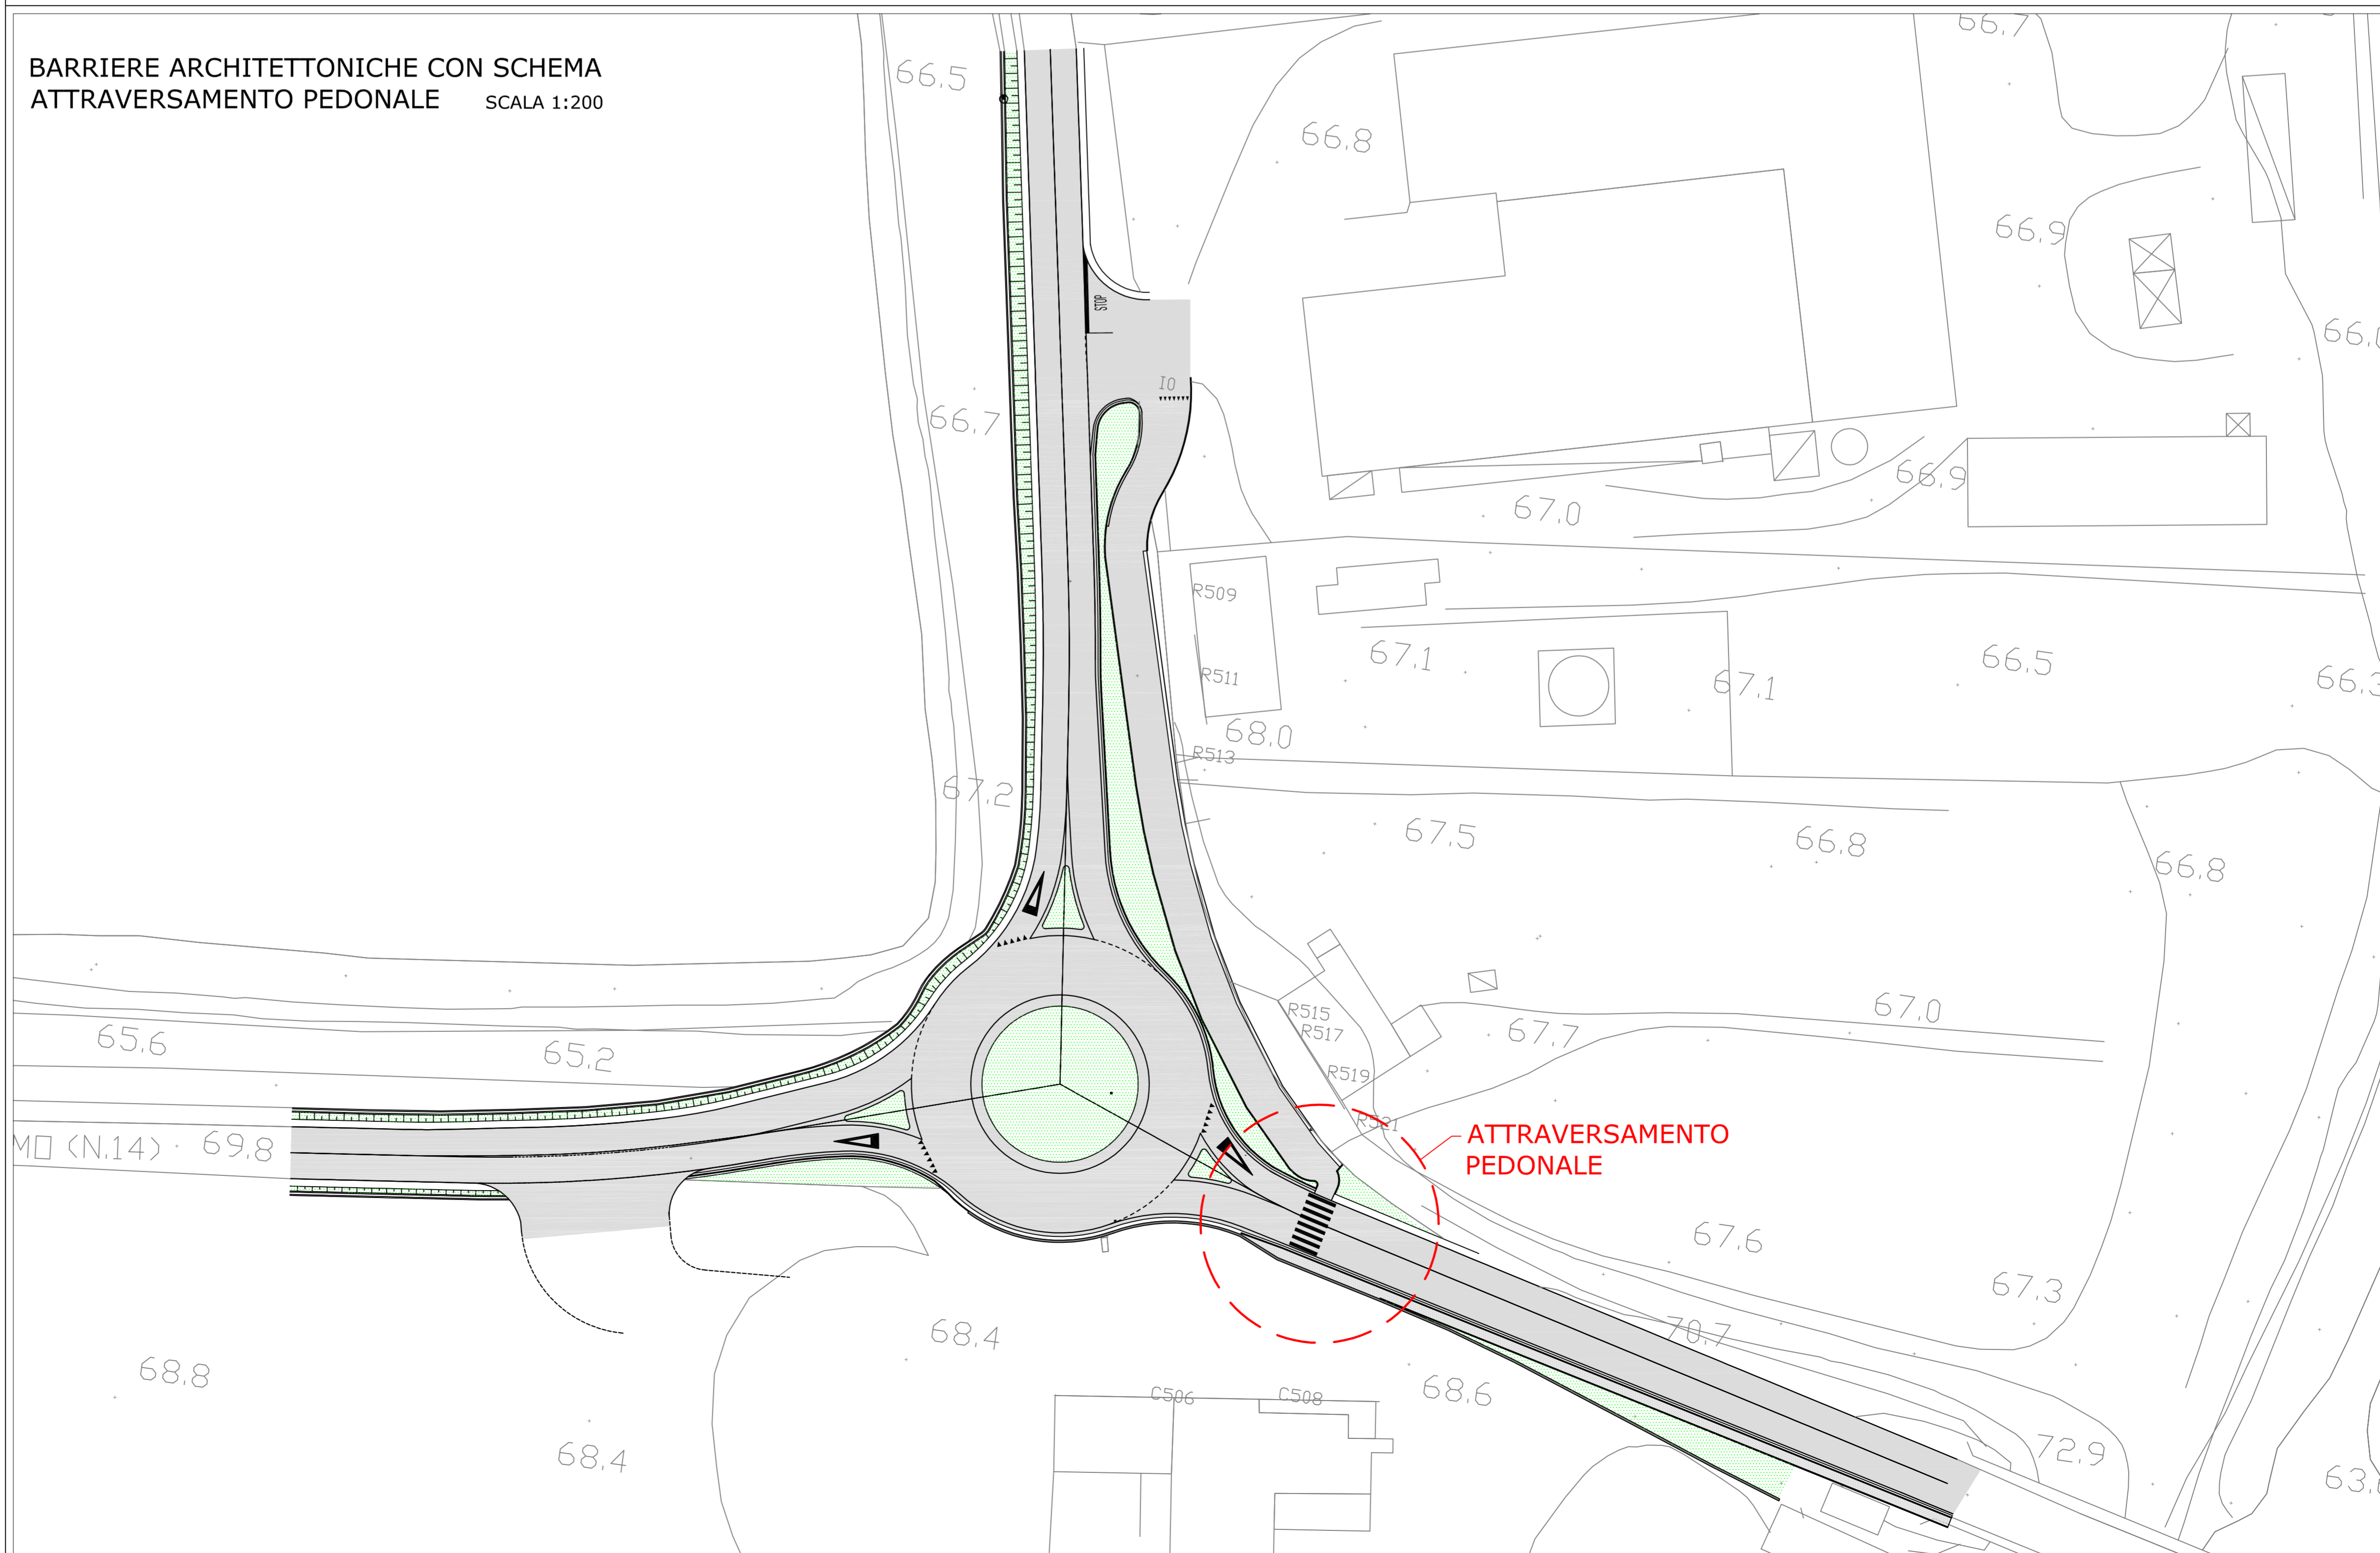 BARRIERE ARCHITETTONICHE CON SCHEMA
ATTRAVERSAMENTO PEDONALE SCALA 1:200
66,7
66,5
66,8
66,9
STOP
I0
66,7
66,9
67,0
R509
67,1
66,5
R511
67,1
68,0
R513
67,2
67,5
66,8
66,8
R515
67,0
R517
67,7
65,6
65,2
R519
R521
ATTRAVERSAMENTO
PEDONALE
(N.14)
69,8
67,6
67,3
70,7
68,4
68,8
C506
C508
68,6
72,9
68,4